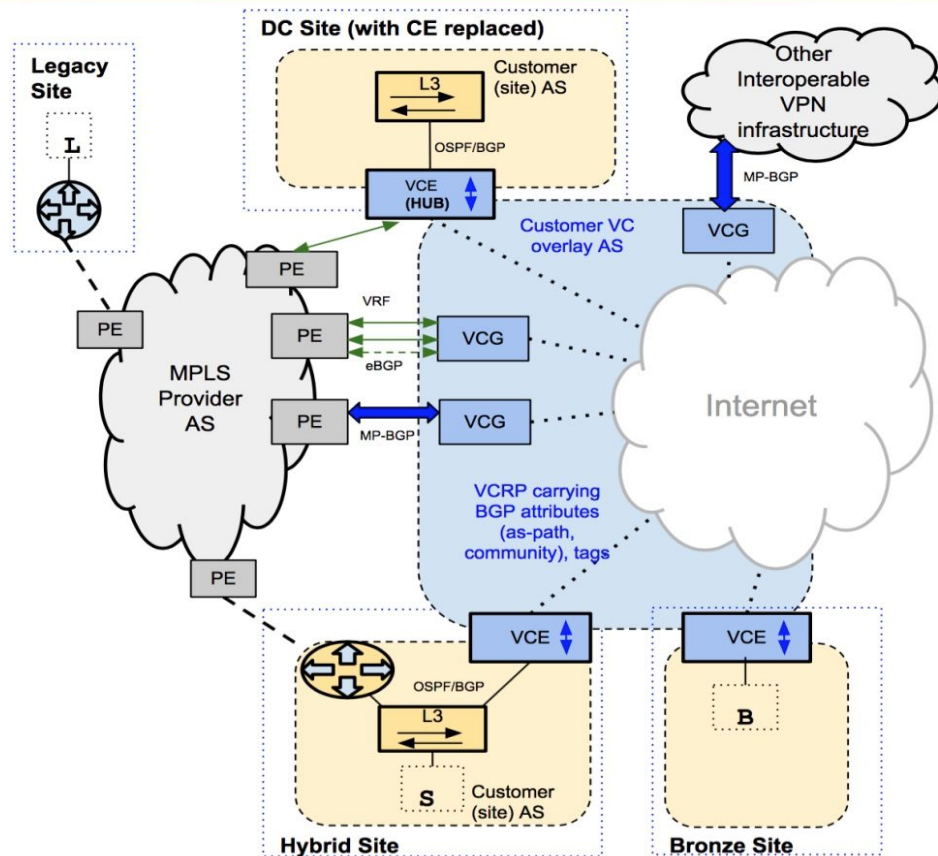 DC Site (with CE replaced)
Legacy
Site
L
L3
Customer
(site) AS
OSPF/BGP
VCE
(HUB)
Other
Interoperable
VPN
infrastructure
MP-BGP
VCG
Customer VC
overlay AS
PE
PE
VRF
PE
VCG
eBGP
MPLS
Provider
AS
PE
VCG
MP-BGP
Internet
VCRP carrying
BGP attributes
(as-path,
community), tags
PE
VCE
VCE
OSPF/BGP
L3
S
Customer
(site) AS
B
Hybrid Site
Bronze Site